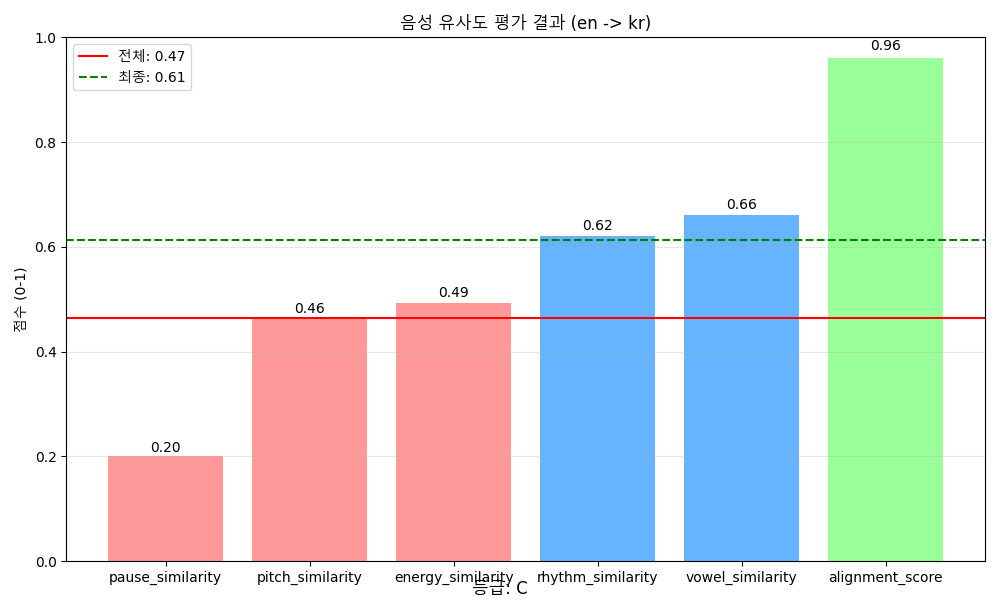 음성 유사도 평가 결과 (en -> kr)
전체: 0.47
최종: 0.61
점수 (0-1)
1.0
0.8
0.6
0.4
0.2
0.0
0.20
0.46
0.49
0.62
0.66
0.96
pause_similarity pitch_similarity energy_similarity rhythm_similarity vowel_similarity alignment_score
등급: C